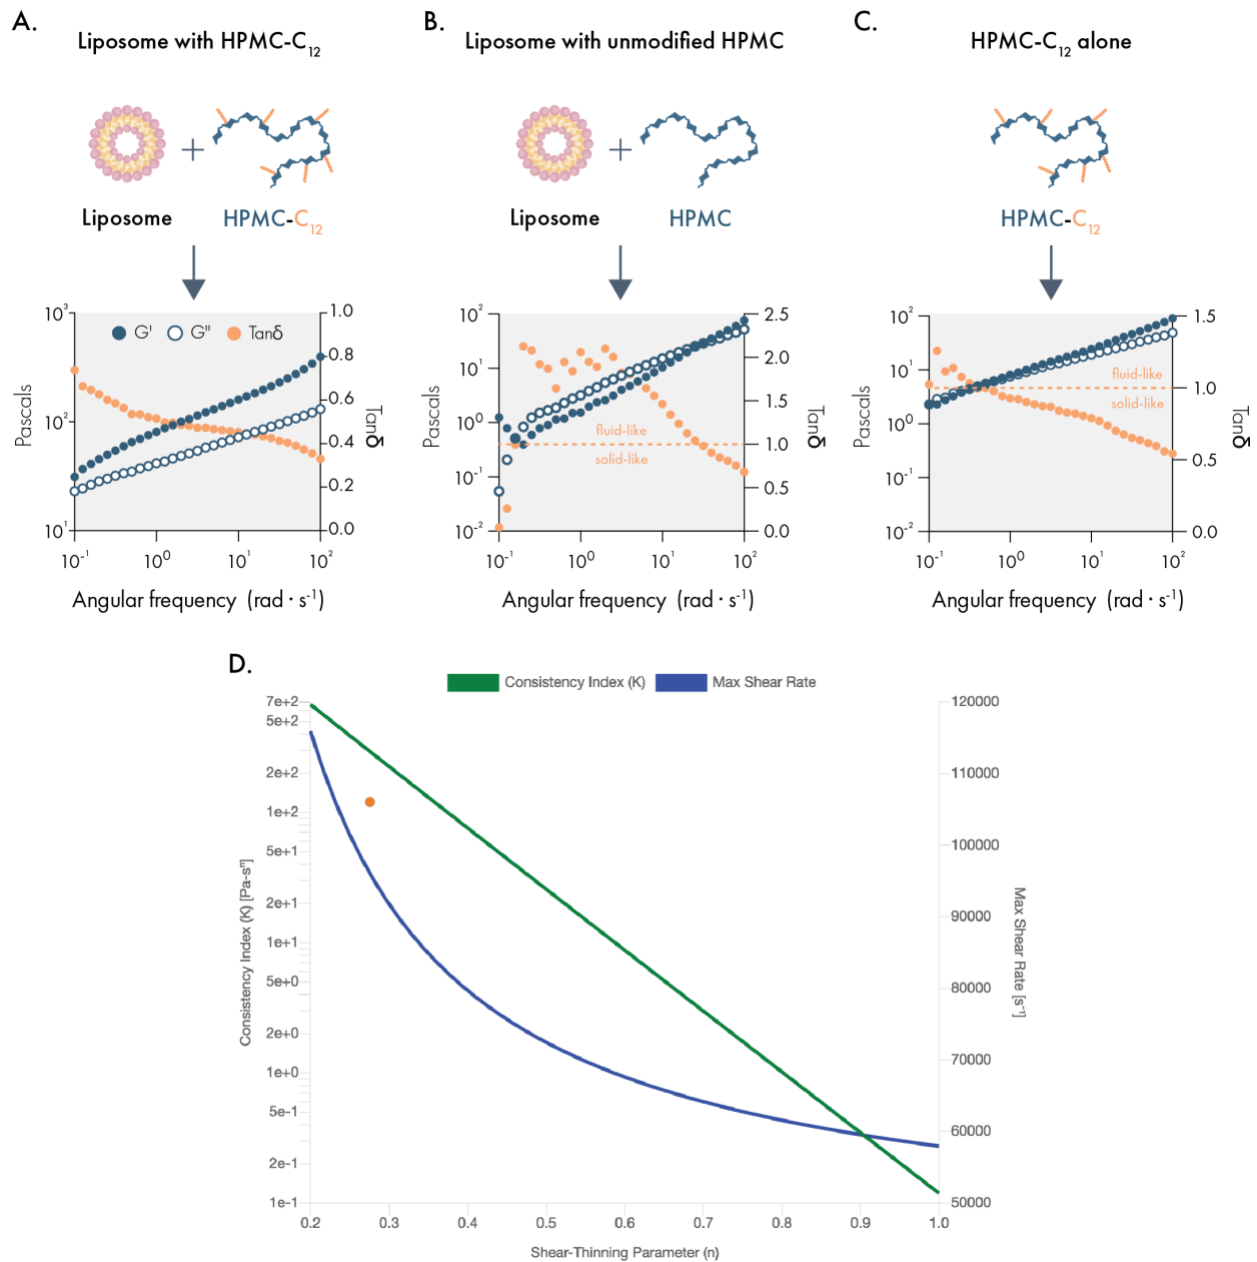 A.
Liposome with HPMC-C12
Liposome
HPMC-C12
10³
10²
10¹
Pascals
G'
G"
Tanδ
1.0
0.8
0.6
0.4
0.2
0.0
Tanδ
10⁻¹
10⁰
10¹
10²
Angular frequency (rad · s⁻¹)
B.
Liposome with unmodified HPMC
Liposome
HPMC
10²
10¹
10⁰
10⁻¹
10⁻²
Pascals
fluid-like
solid-like
2.5
2.0
1.5
1.0
0.5
0.0
Tanδ
10⁻¹
10⁰
10¹
10²
Angular frequency (rad · s⁻¹)
C.
HPMC-C12 alone
HPMC-C12
10²
10¹
10⁰
10⁻¹
10⁻²
Pascals
fluid-like
solid-like
1.5
1.0
0.5
0.0
Tanδ
10⁻¹
10⁰
10¹
10²
Angular frequency (rad · s⁻¹)
D.
Consistency Index (K)
Max Shear Rate
7e+2
5e+2
2e+2
1e+2
5e+1
2e+1
1e+1
5e+0
2e+0
1e+0
5e-1
2e-1
1e-1
Consistency Index (K) [Pa-sⁿ]
120000
110000
100000
90000
80000
70000
60000
50000
Max Shear Rate [s⁻¹]
0.2
0.3
0.4
0.5
0.6
0.7
0.8
0.9
1.0
Shear-Thinning Parameter (n)